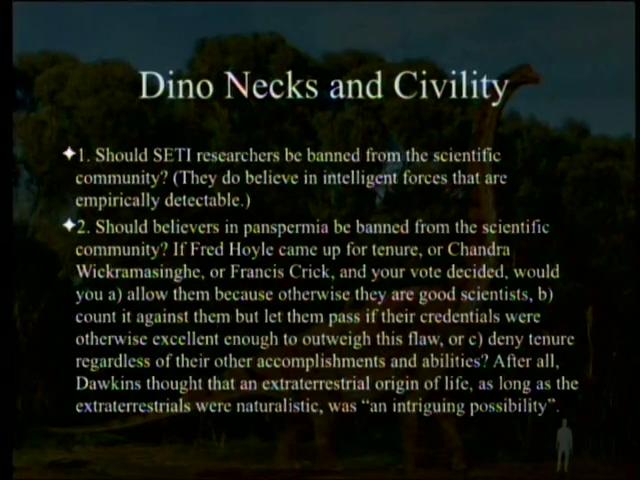 Dino Necks and Civility
✦1. Should SETI researchers be banned from the scientific
community? (They do believe in intelligent forces that are
empirically detectable.)
✦2. Should believers in panspermia be banned from the scientific
community? If Fred Hoyle came up for tenure, or Chandra
Wickramasinghe, or Francis Crick, and your vote decided, would
you a) allow them because otherwise they are good scientists, b)
count it against them but let them pass if their credentials were
otherwise excellent enough to outweigh this flaw, or c) deny tenure
regardless of their other accomplishments and abilities? After all,
Dawkins thought that an extraterrestrial origin of life, as long as the
extraterrestrials were naturalistic, was “an intriguing possibility”.